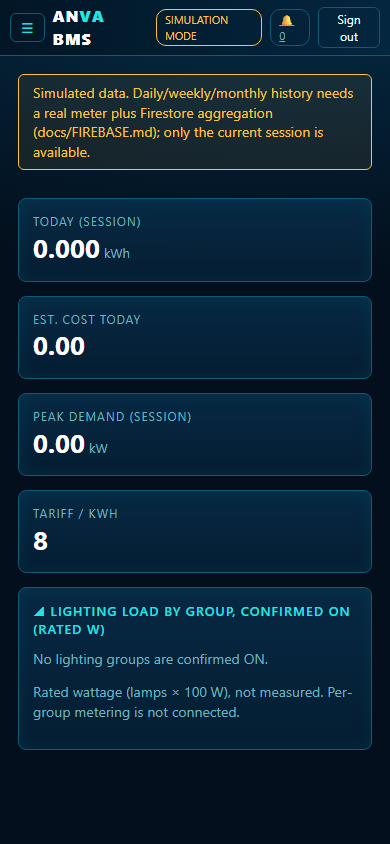 ☰
ANVA
BMS
SIMULATION
MODE
🔔
0
Sign
out
Simulated data. Daily/weekly/monthly history needs
a real meter plus Firestore aggregation
(docs/FIREBASE.md); only the current session is
available.
TODAY (SESSION)
0.000 kWh
EST. COST TODAY
0.00
PEAK DEMAND (SESSION)
0.00 kW
TARIFF / KWH
8
◢ LIGHTING LOAD BY GROUP, CONFIRMED ON
(RATED W)
No lighting groups are confirmed ON.
Rated wattage (lamps × 100 W), not measured. Per-
group metering is not connected.